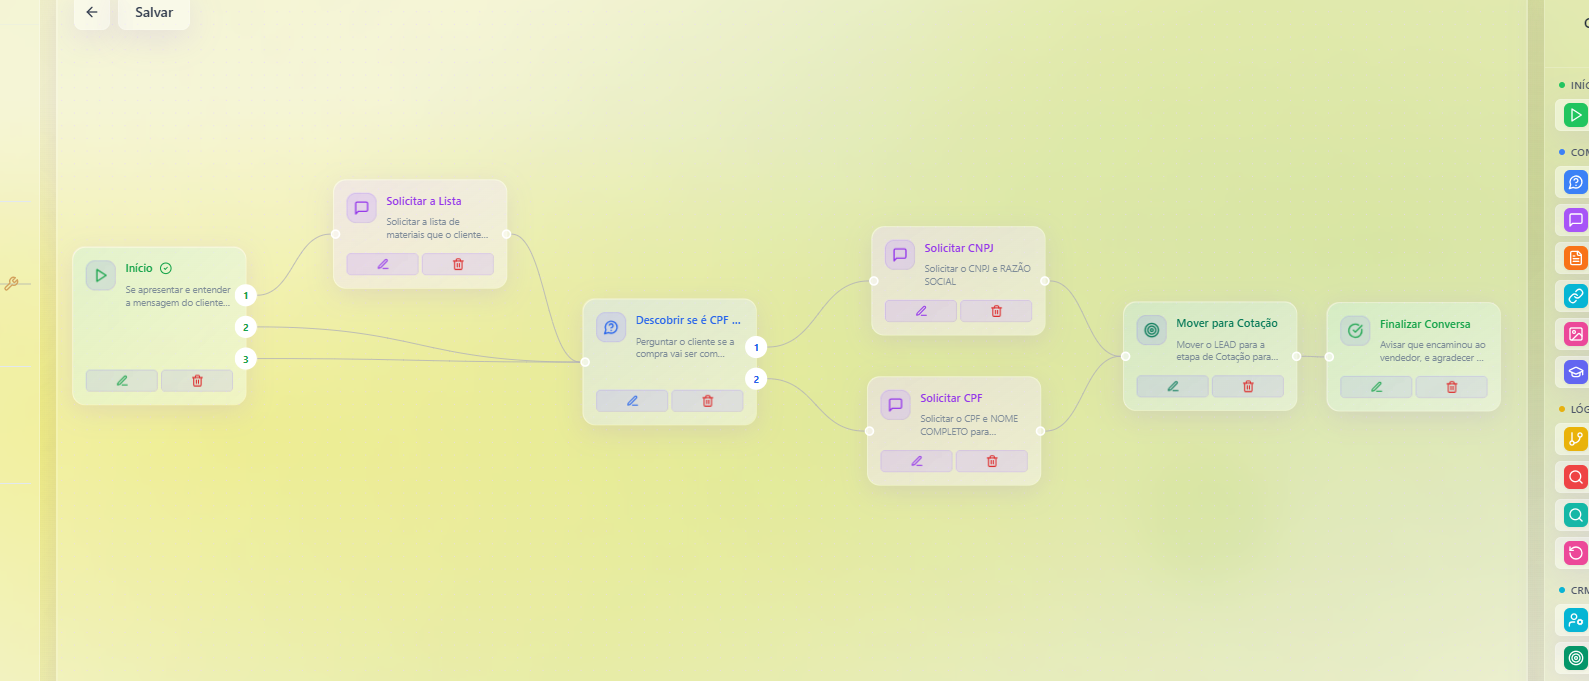 Salvar
Solicitar a Lista
Solicitar a lista de
materiais que o cliente...
Início
Se apresentar e entender
a mensagem do cliente...
1
2
3
Descobrir se é CPF ...
Perguntar o cliente se a
compra vai ser com...
1
2
Solicitar CNPJ
Solicitar o CNPJ e RAZÃO
SOCIAL
Solicitar CPF
Solicitar o CPF e NOME
COMPLETO para...
Mover para Cotação
Mover o LEAD para a
etapa de Cotação para...
Finalizar Conversa
Avisar que encaminou ao
vendedor, e agradecer ...
INÍC
CON
LÓG
CRM